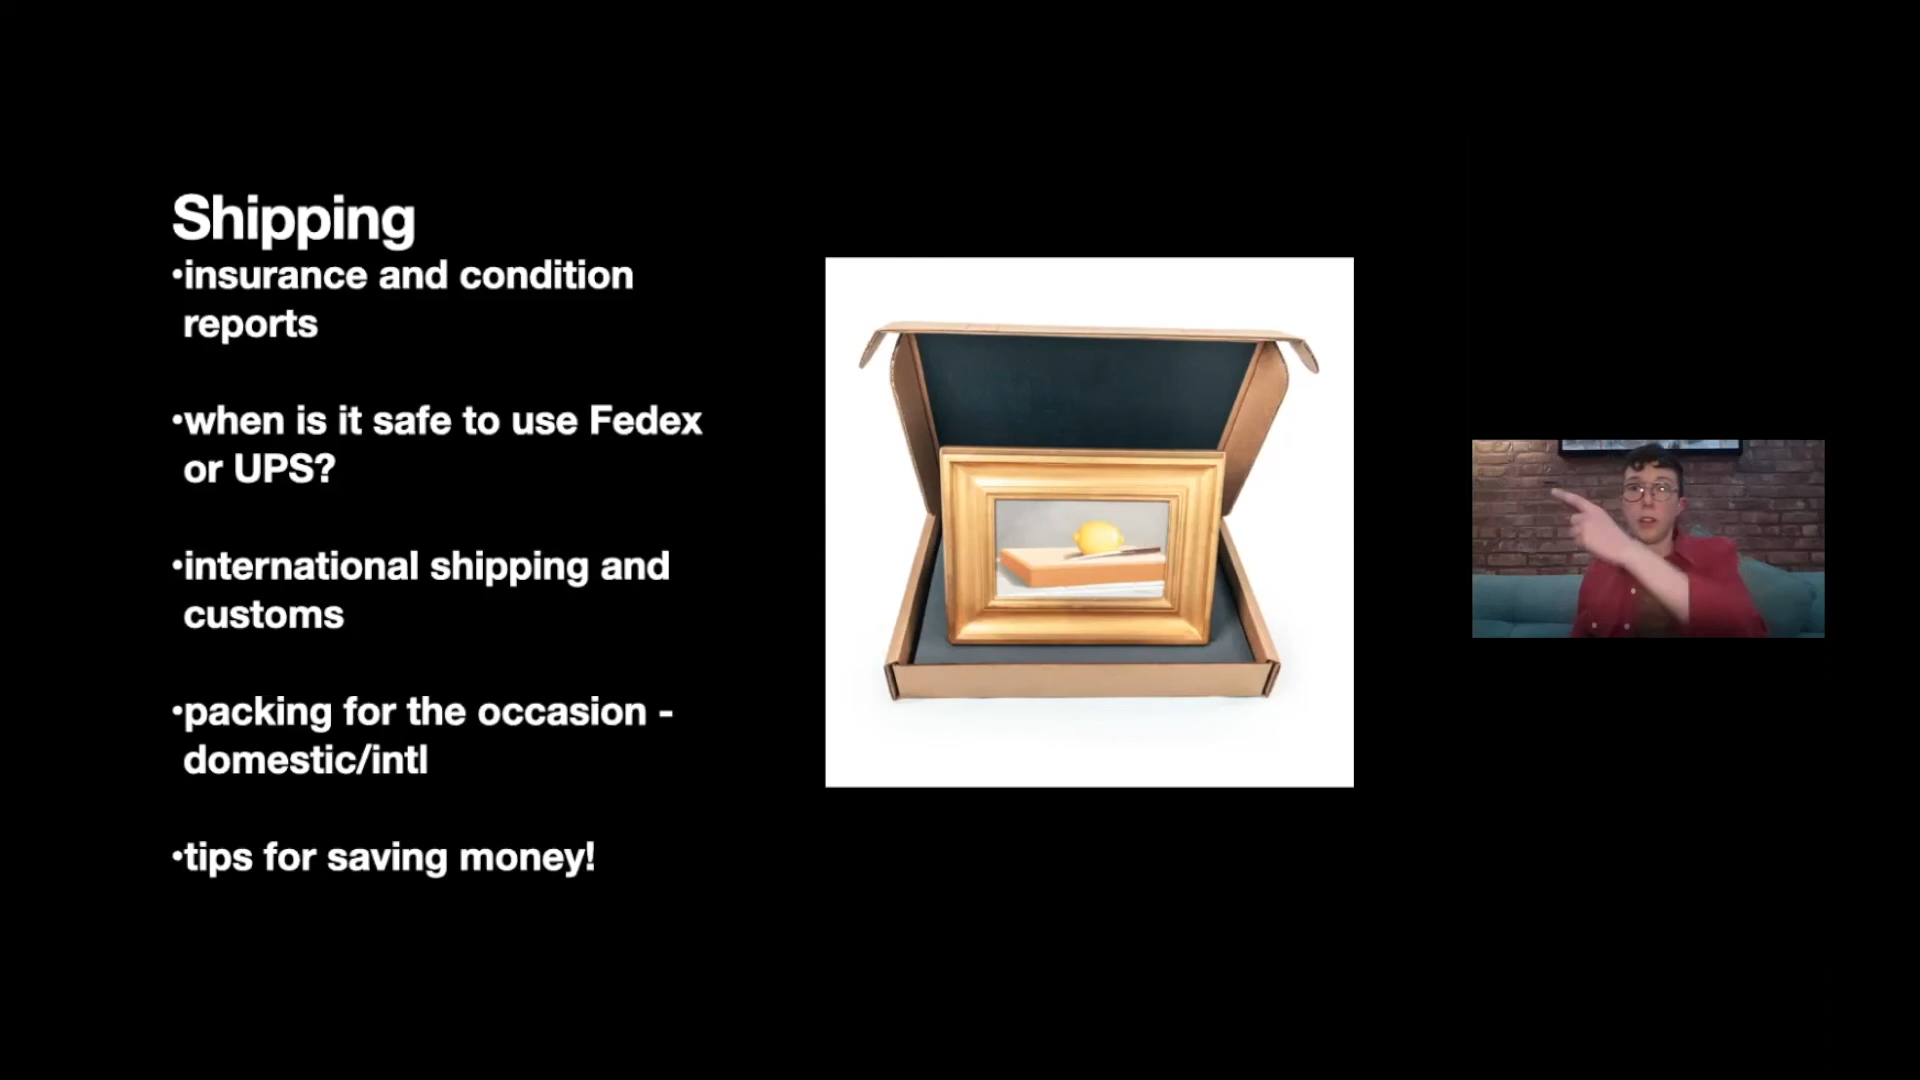 Shipping
•insurance and condition
reports
•when is it safe to use Fedex
or UPS?
•international shipping and
customs
•packing for the occasion -
domestic/intl
•tips for saving money!